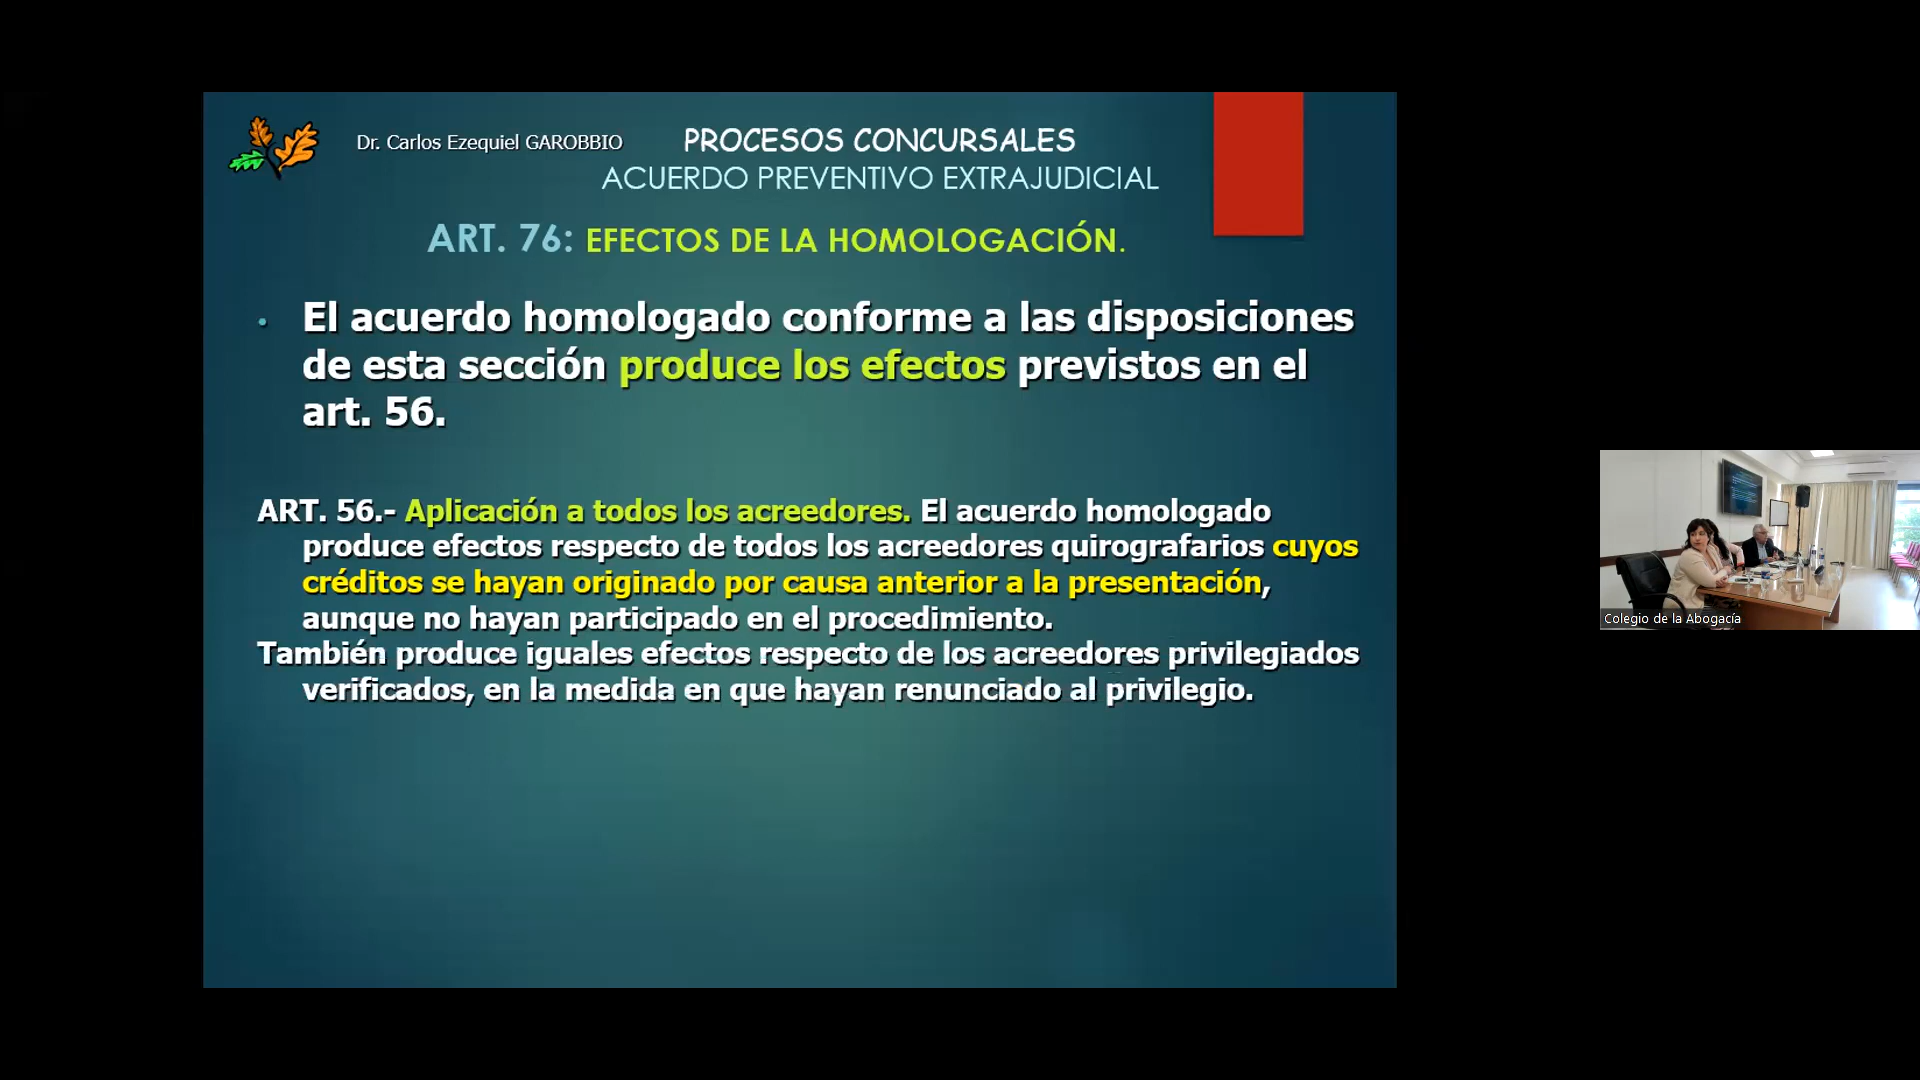 Dr. Carlos Ezequiel GAROBBIO
PROCESOS CONCURSALES
ACUERDO PREVENTIVO EXTRAJUDICIAL
ART. 76: EFECTOS DE LA HOMOLOGACIÓN.
• El acuerdo homologado conforme a las disposiciones
de esta sección produce los efectos previstos en el
art. 56.
ART. 56.- Aplicación a todos los acreedores. El acuerdo homologado
produce efectos respecto de todos los acreedores quirografarios cuyos
créditos se hayan originado por causa anterior a la presentación,
aunque no hayan participado en el procedimiento.
También produce iguales efectos respecto de los acreedores privilegiados
verificados, en la medida en que hayan renunciado al privilegio.
Colegio de la Abogacía